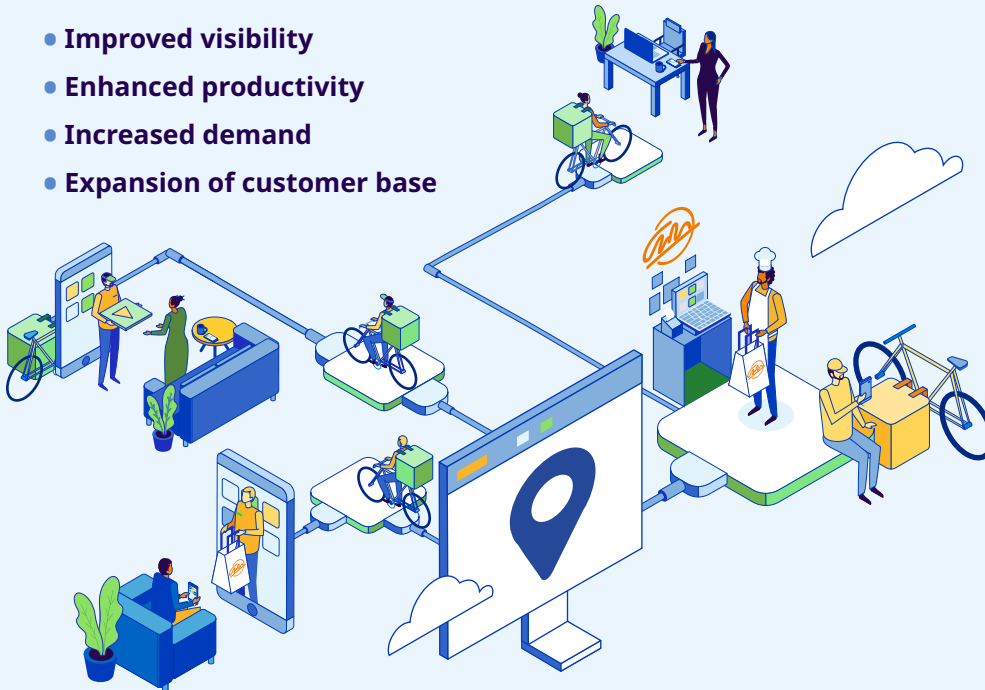 Improved visibility
Enhanced productivity
Increased demand
Expansion of customer base